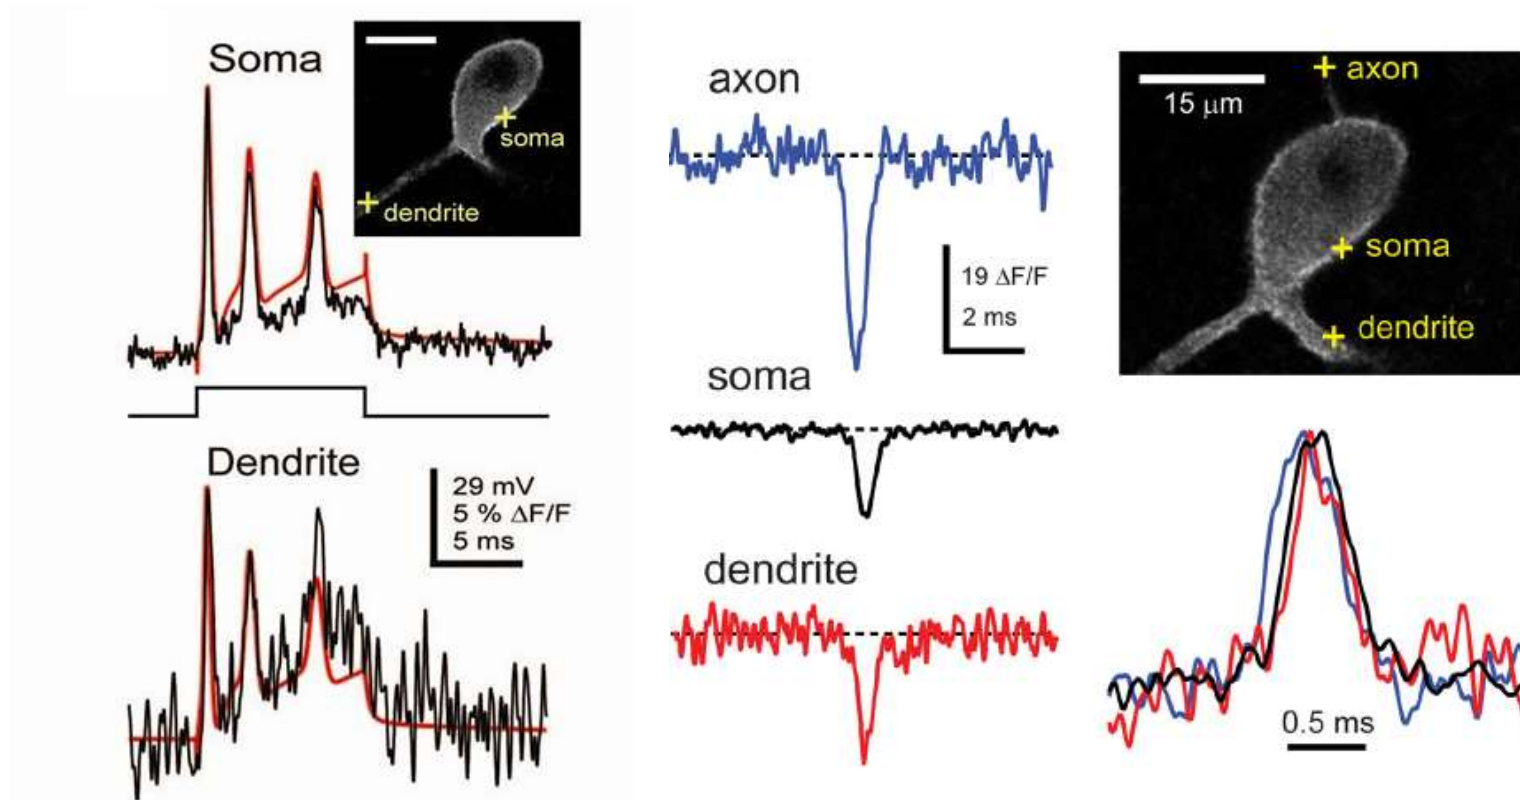 Soma
soma
dendrite
Dendrite
29 mV
5 % ΔF/F
5 ms
axon
19 ΔF/F
2 ms
soma
dendrite
axon
15 μm
soma
dendrite
0.5 ms